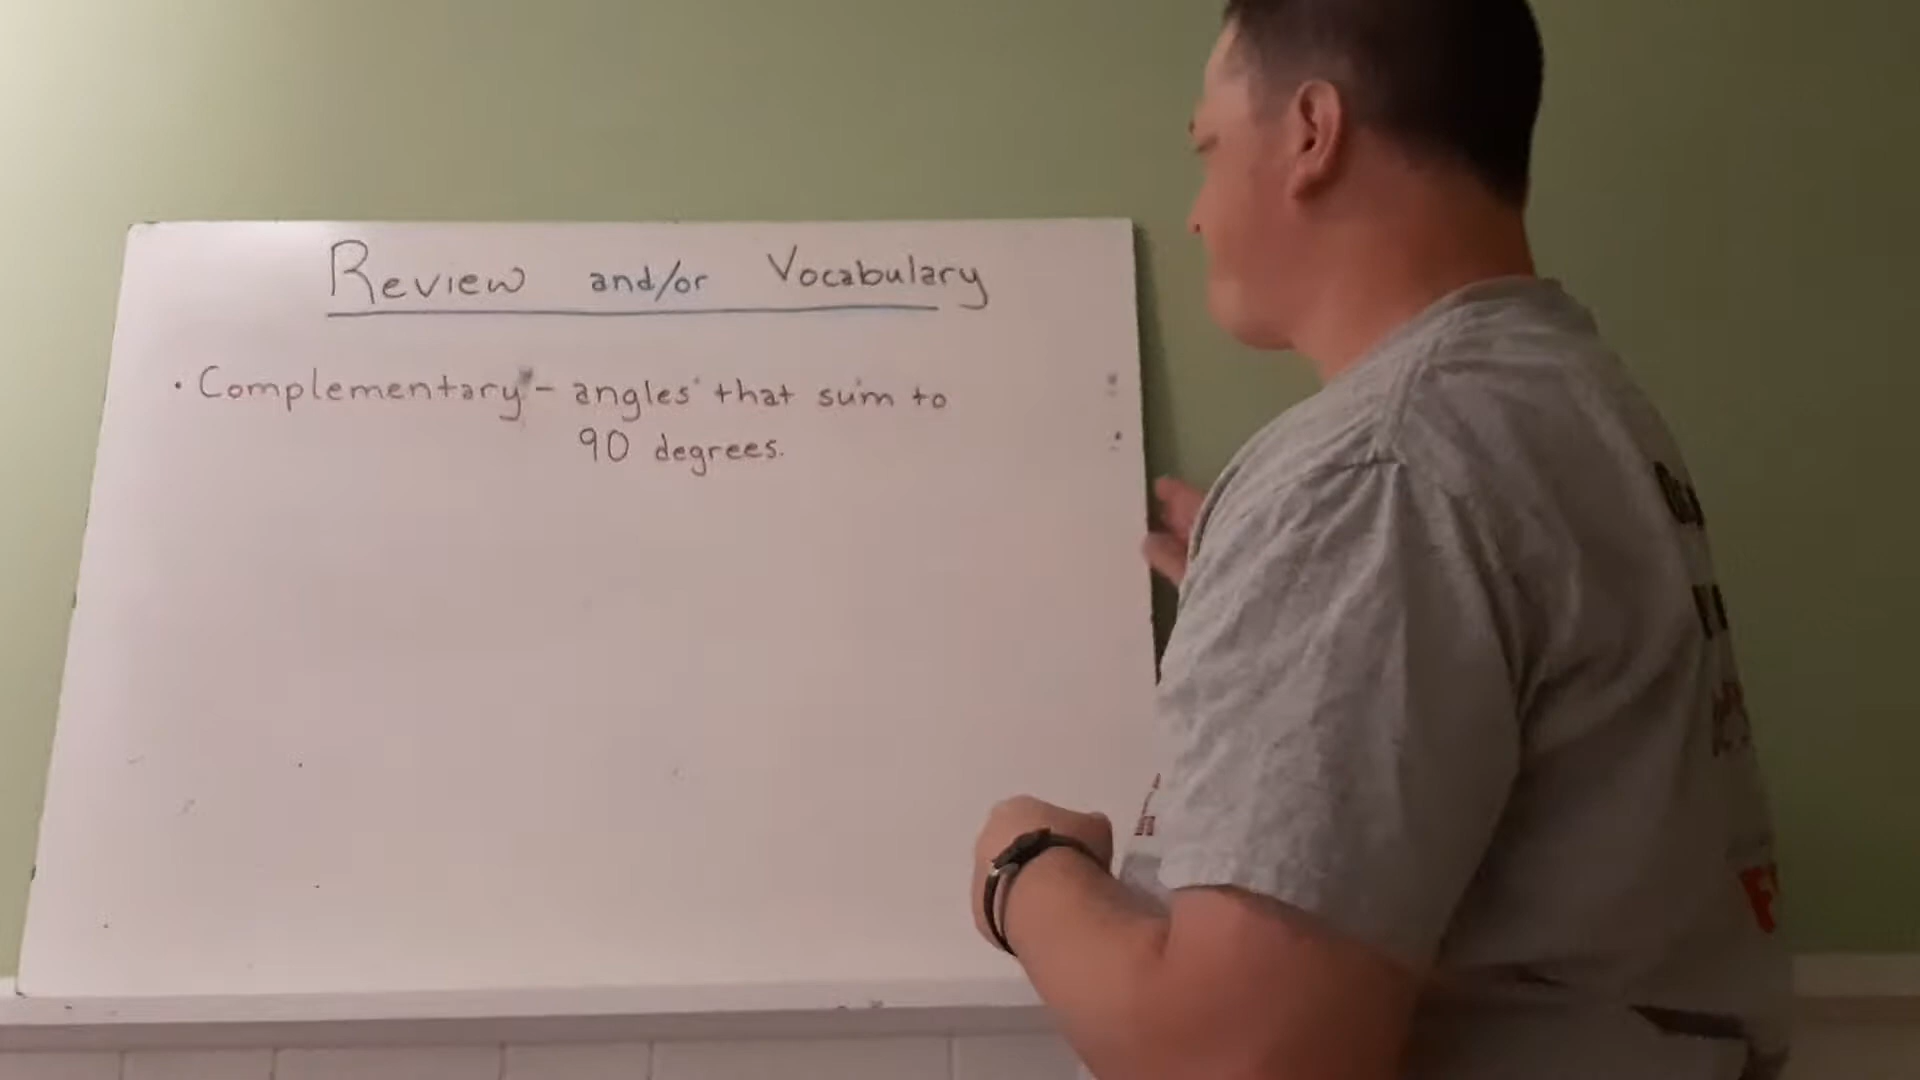 Review and/or Vocabulary
• Complementary - angles that sum to
90 degrees.